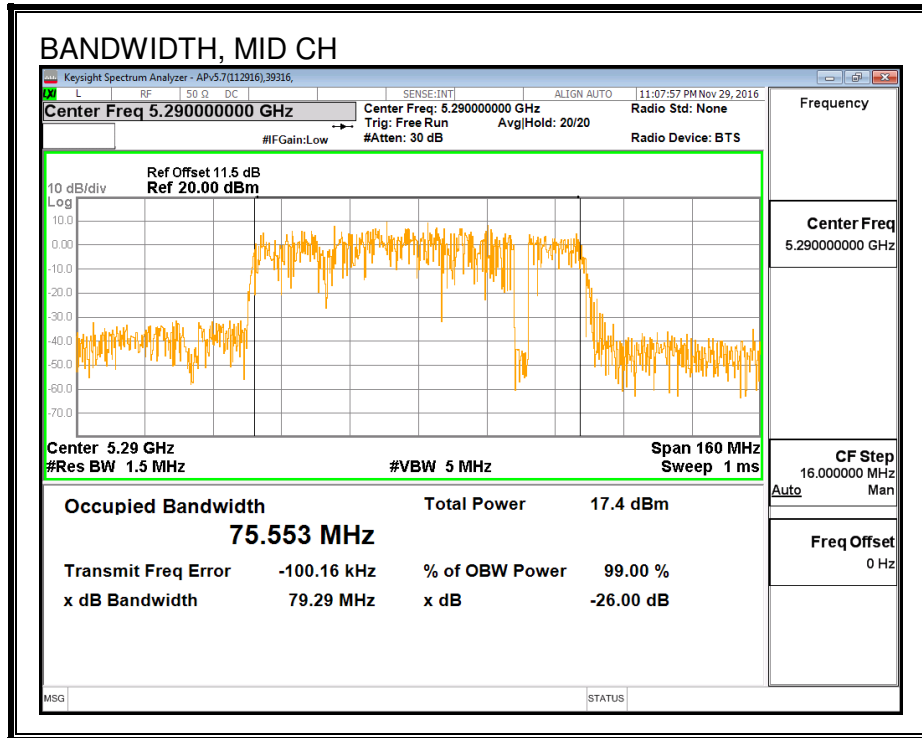 BANDWIDTH, MID CH
Keysight Spectrum Analyzer - APv5.7(112916),39316,
LXI L RF 50 Ω DC SENSE:INT ALIGN AUTO 11:07:57 PM Nov 29, 2016
Center Freq 5.290000000 GHz
Center Freq: 5.290000000 GHz
Radio Std: None
Trig: Free Run Avg|Hold: 20/20
#IFGain:Low
#Atten: 30 dB
Radio Device: BTS
Frequency
Ref Offset 11.5 dB
10 dB/div Ref 20.00 dBm
Log
10.0
0.00
-10.0
-20.0
-30.0
-40.0
-50.0
-60.0
-70.0
Center 5.29 GHz Span 160 MHz
#Res BW 1.5 MHz #VBW 5 MHz Sweep 1 ms
Center Freq
5.290000000 GHz
CF Step
16.000000 MHz
Auto Man
Freq Offset
0 Hz
Occupied Bandwidth Total Power 17.4 dBm
75.553 MHz
Transmit Freq Error -100.16 kHz % of OBW Power 99.00 %
x dB Bandwidth 79.29 MHz x dB -26.00 dB
MSG STATUS